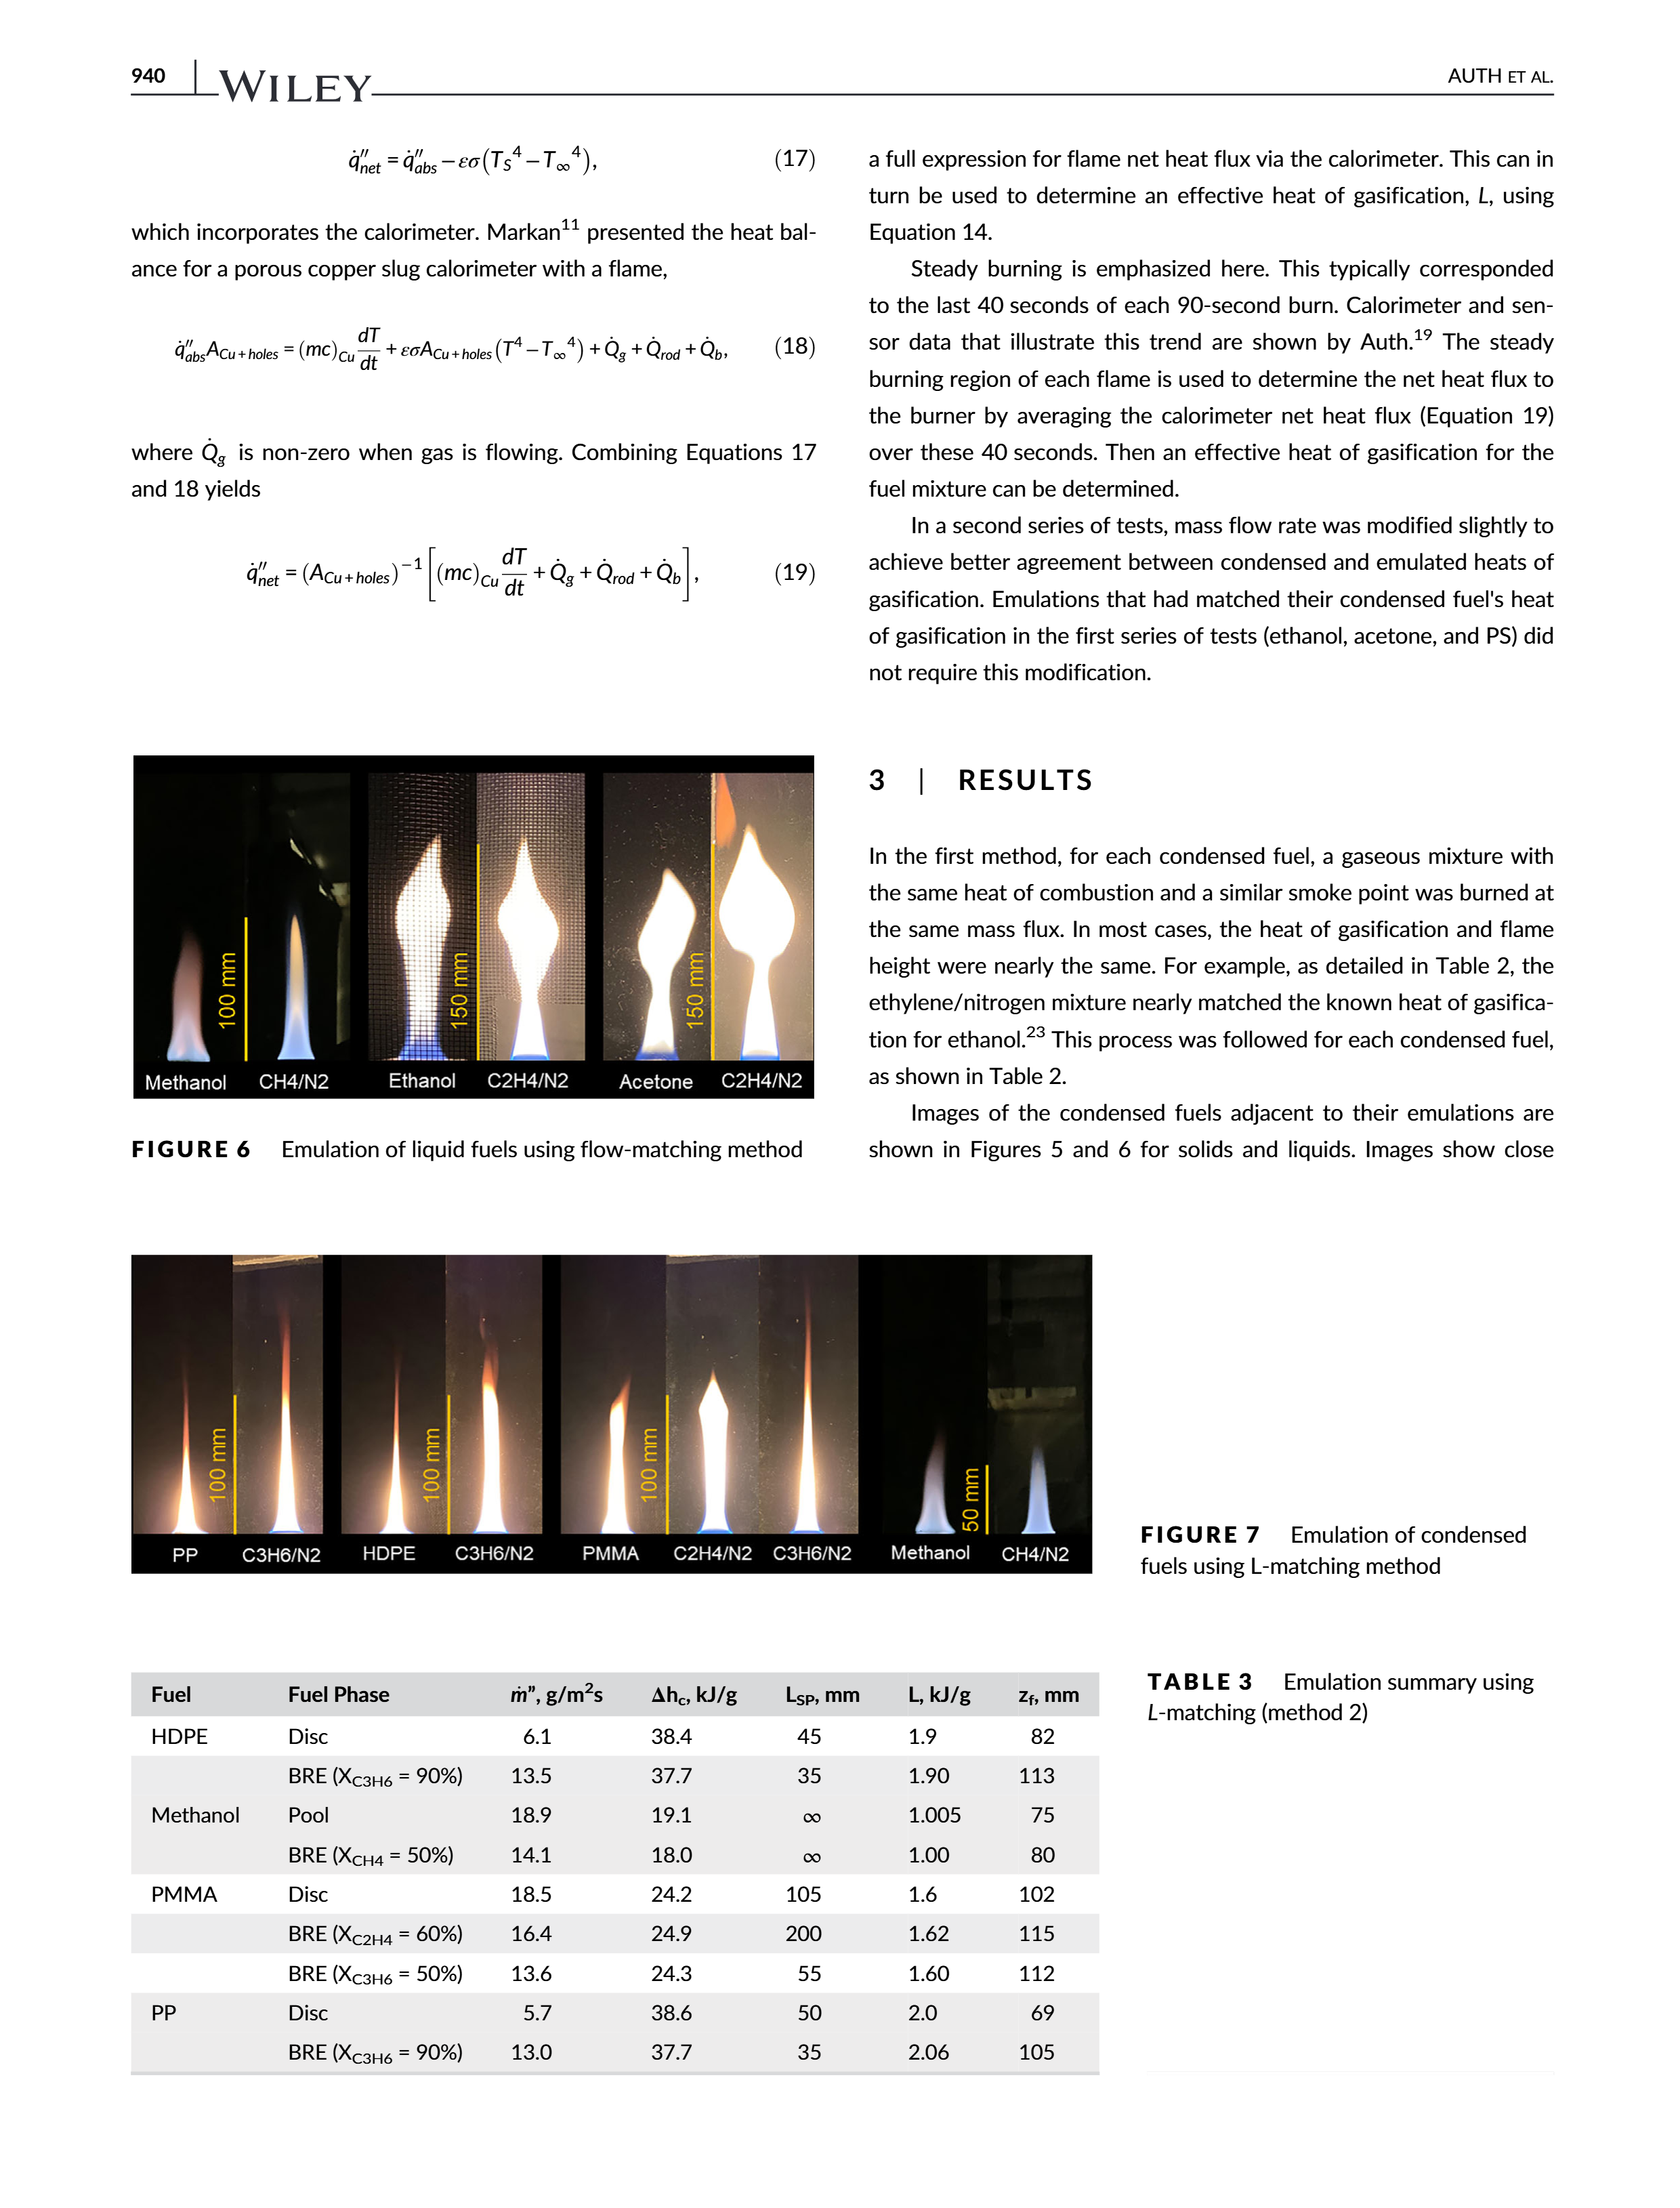 940
WILEY
AUTH ET AL.
q̇″net = q̇″abs − εσ(TS⁴ − T∞⁴), (17)
which incorporates the calorimeter. Markan¹¹ presented the heat bal-
ance for a porous copper slug calorimeter with a flame,
q̇″abs ACu+holes = (mc)Cu dT/dt + εσACu+holes(T⁴ − T∞⁴) + Q̇g + Q̇rod + Q̇b, (18)
where Q̇g is non-zero when gas is flowing. Combining Equations 17
and 18 yields
q̇″net = (ACu+holes)⁻¹ [(mc)Cu dT/dt + Q̇g + Q̇rod + Q̇b], (19)
a full expression for flame net heat flux via the calorimeter. This can in
turn be used to determine an effective heat of gasification, L, using
Equation 14.
Steady burning is emphasized here. This typically corresponded
to the last 40 seconds of each 90-second burn. Calorimeter and sen-
sor data that illustrate this trend are shown by Auth.¹⁹ The steady
burning region of each flame is used to determine the net heat flux to
the burner by averaging the calorimeter net heat flux (Equation 19)
over these 40 seconds. Then an effective heat of gasification for the
fuel mixture can be determined.
In a second series of tests, mass flow rate was modified slightly to
achieve better agreement between condensed and emulated heats of
gasification. Emulations that had matched their condensed fuel's heat
of gasification in the first series of tests (ethanol, acetone, and PS) did
not require this modification.
100 mm
150 mm
150 mm
Methanol CH4/N2 Ethanol C2H4/N2 Acetone C2H4/N2
FIGURE 6 Emulation of liquid fuels using flow-matching method
3 | RESULTS
In the first method, for each condensed fuel, a gaseous mixture with
the same heat of combustion and a similar smoke point was burned at
the same mass flux. In most cases, the heat of gasification and flame
height were nearly the same. For example, as detailed in Table 2, the
ethylene/nitrogen mixture nearly matched the known heat of gasifica-
tion for ethanol.²³ This process was followed for each condensed fuel,
as shown in Table 2.
Images of the condensed fuels adjacent to their emulations are
shown in Figures 5 and 6 for solids and liquids. Images show close
100 mm
100 mm
100 mm
50 mm
PP C3H6/N2 HDPE C3H6/N2 PMMA C2H4/N2 C3H6/N2 Methanol CH4/N2
FIGURE 7 Emulation of condensed
fuels using L-matching method
TABLE 3 Emulation summary using
L-matching (method 2)
Fuel Fuel Phase ṁ”, g/m²s Δhc, kJ/g LSP, mm L, kJ/g zf, mm
HDPE Disc 6.1 38.4 45 1.9 82
BRE (XC3H6 = 90%) 13.5 37.7 35 1.90 113
Methanol Pool 18.9 19.1 ∞ 1.005 75
BRE (XCH4 = 50%) 14.1 18.0 ∞ 1.00 80
PMMA Disc 18.5 24.2 105 1.6 102
BRE (XC2H4 = 60%) 16.4 24.9 200 1.62 115
BRE (XC3H6 = 50%) 13.6 24.3 55 1.60 112
PP Disc 5.7 38.6 50 2.0 69
BRE (XC3H6 = 90%) 13.0 37.7 35 2.06 105